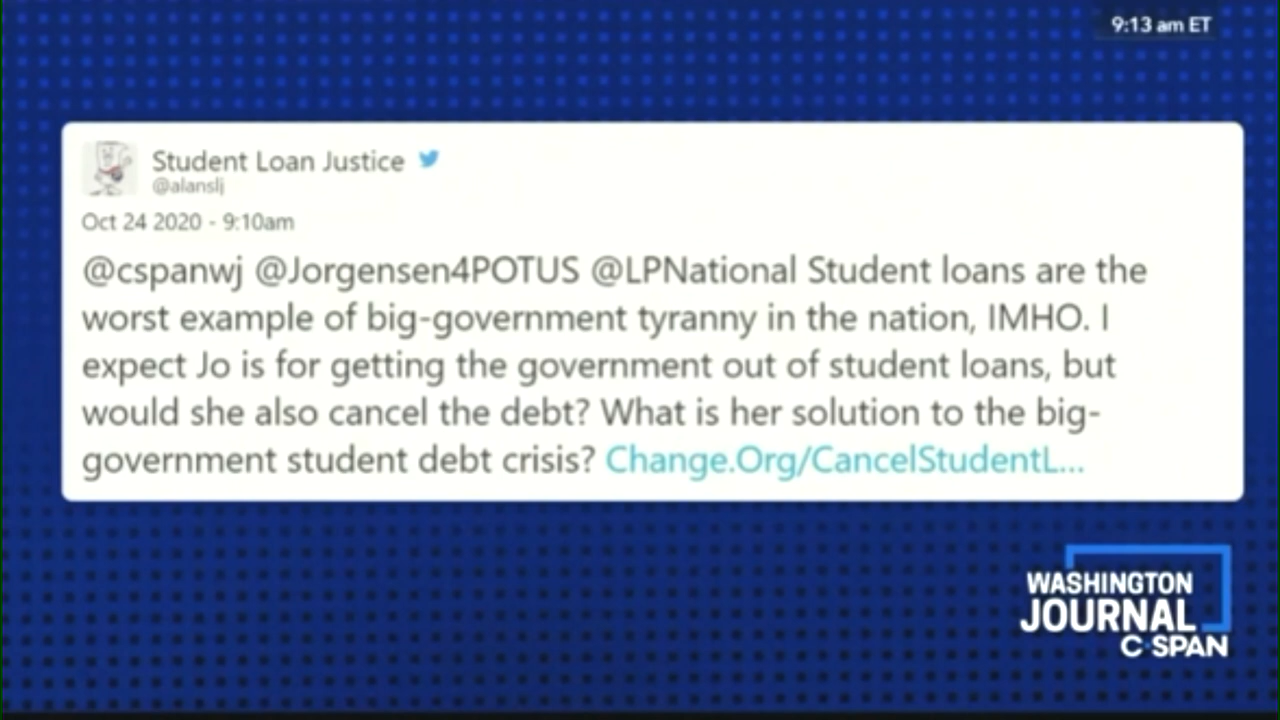 9:13 am ET
Student Loan Justice
@alanslj
Oct 24 2020 - 9:10am
@cspanwj @Jorgensen4POTUS @LPNational Student loans are the
worst example of big-government tyranny in the nation, IMHO. I
expect Jo is for getting the government out of student loans, but
would she also cancel the debt? What is her solution to the big-
government student debt crisis? Change.Org/CancelStudentL...
WASHINGTON
JOURNAL
C-SPAN